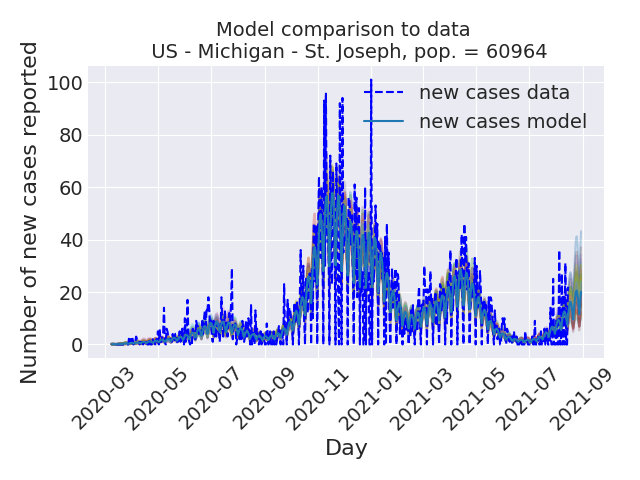 Model comparison to data
US - Michigan - St. Joseph, pop. = 60964
Number of new cases reported
100
80
60
40
20
0
new cases data
new cases model
2020-03
2020-05
2020-07
2020-09
2020-11
2021-01
2021-03
2021-05
2021-07
2021-09
Day